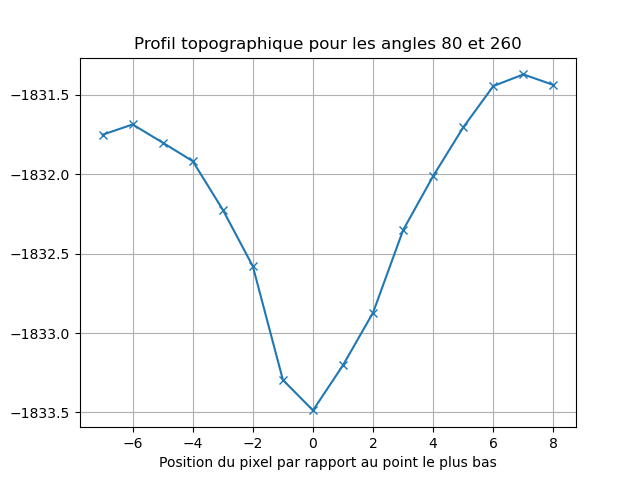 Profil topographique pour les angles 80 et 260
−1831.5
−1832.0
−1832.5
−1833.0
−1833.5
−6 −4 −2 0 2 4 6 8
Position du pixel par rapport au point le plus bas